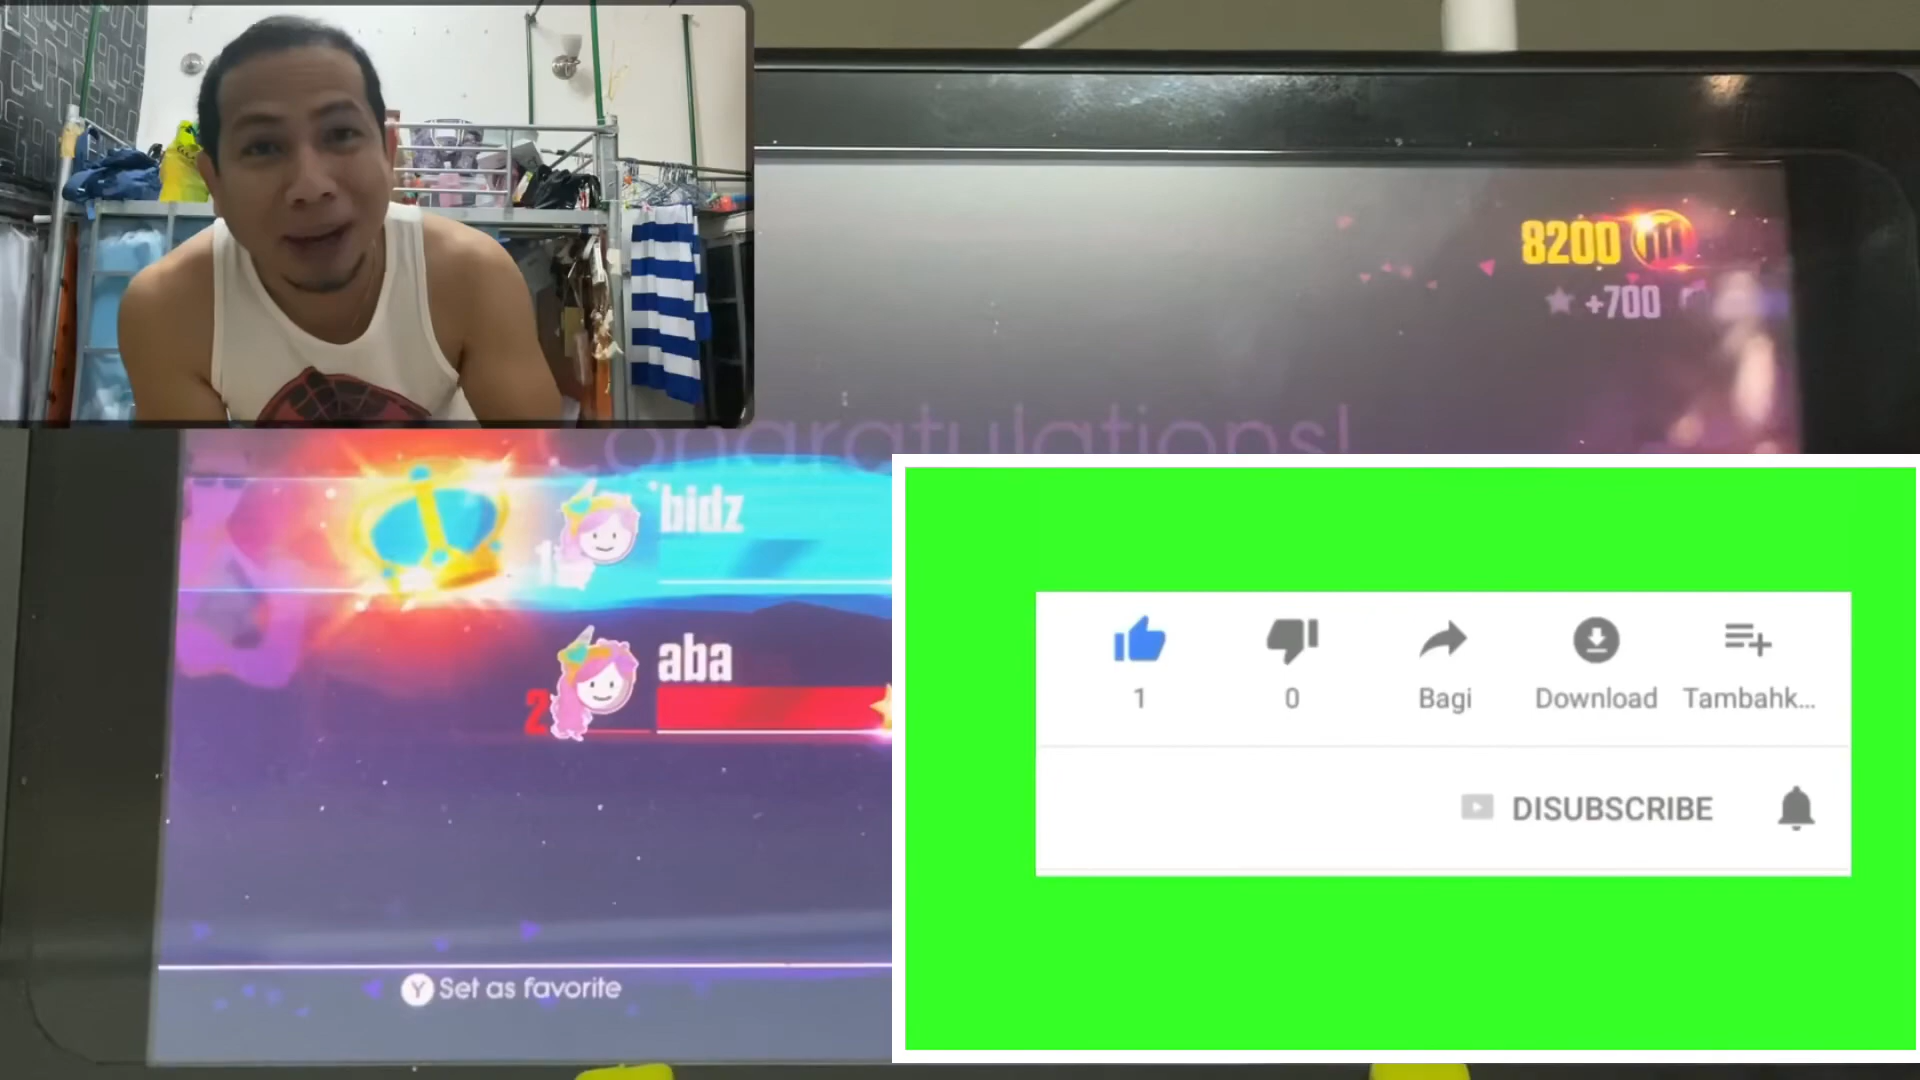 8200
+700
Congratulations!
1
bidz
2
aba
1
0
Bagi
Download
Tambahk...
DISUBSCRIBE
Y Set as favorite